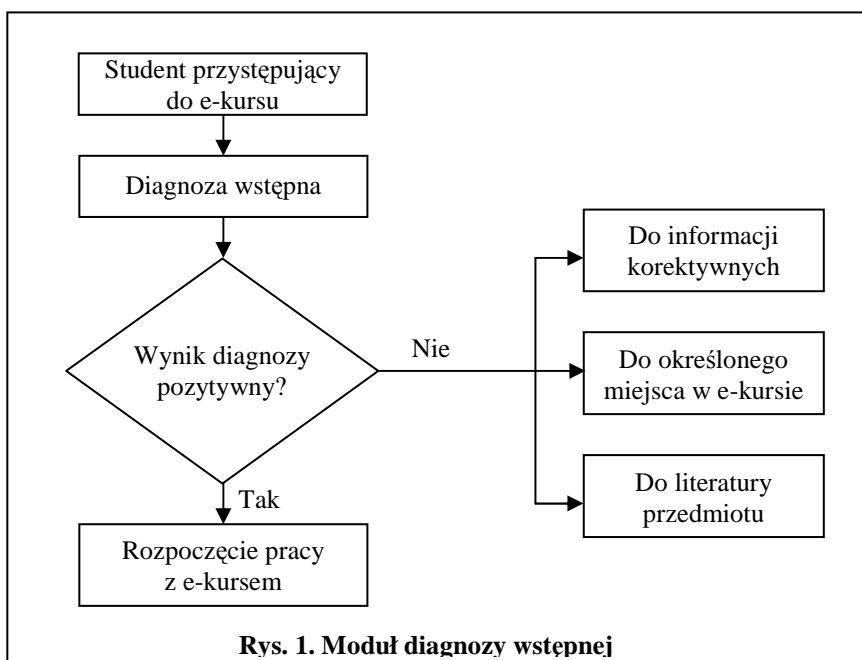 Student przystępujący
do e-kursu
Diagnoza wstępna
Wynik diagnozy
pozytywny?
Nie
Do informacji
korektywnych
Do określonego
miejsca w e-kursie
Do literatury
przedmiotu
Tak
Rozpoczęcie pracy
z e-kursem
Rys. 1. Moduł diagnozy wstępnej